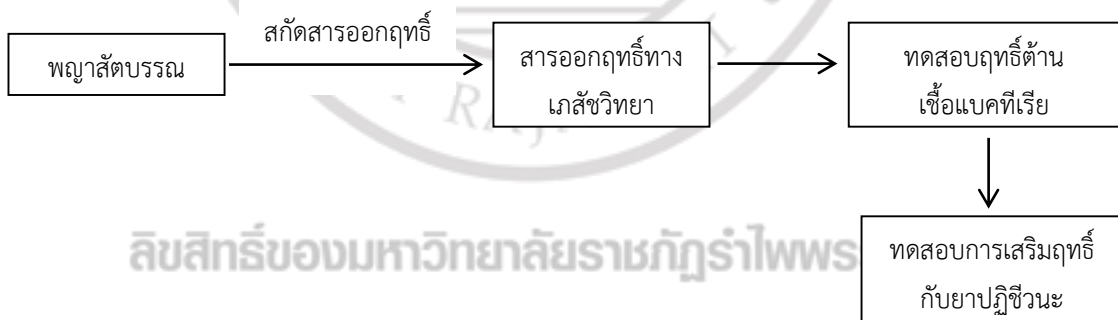 สกัดสารออกฤทธิ์
พญาสัตบรรณ
สารออกฤทธิ์ทาง
เภสัชวิทยา
ทดสอบฤทธิ์ต้าน
เชื้อแบคทีเรีย
ลิขสิทธิ์ของมหาวิทยาลัยราชภัฏรำไพพร
ทดสอบการเสริมฤทธิ์
กับยาปฏิชีวนะ